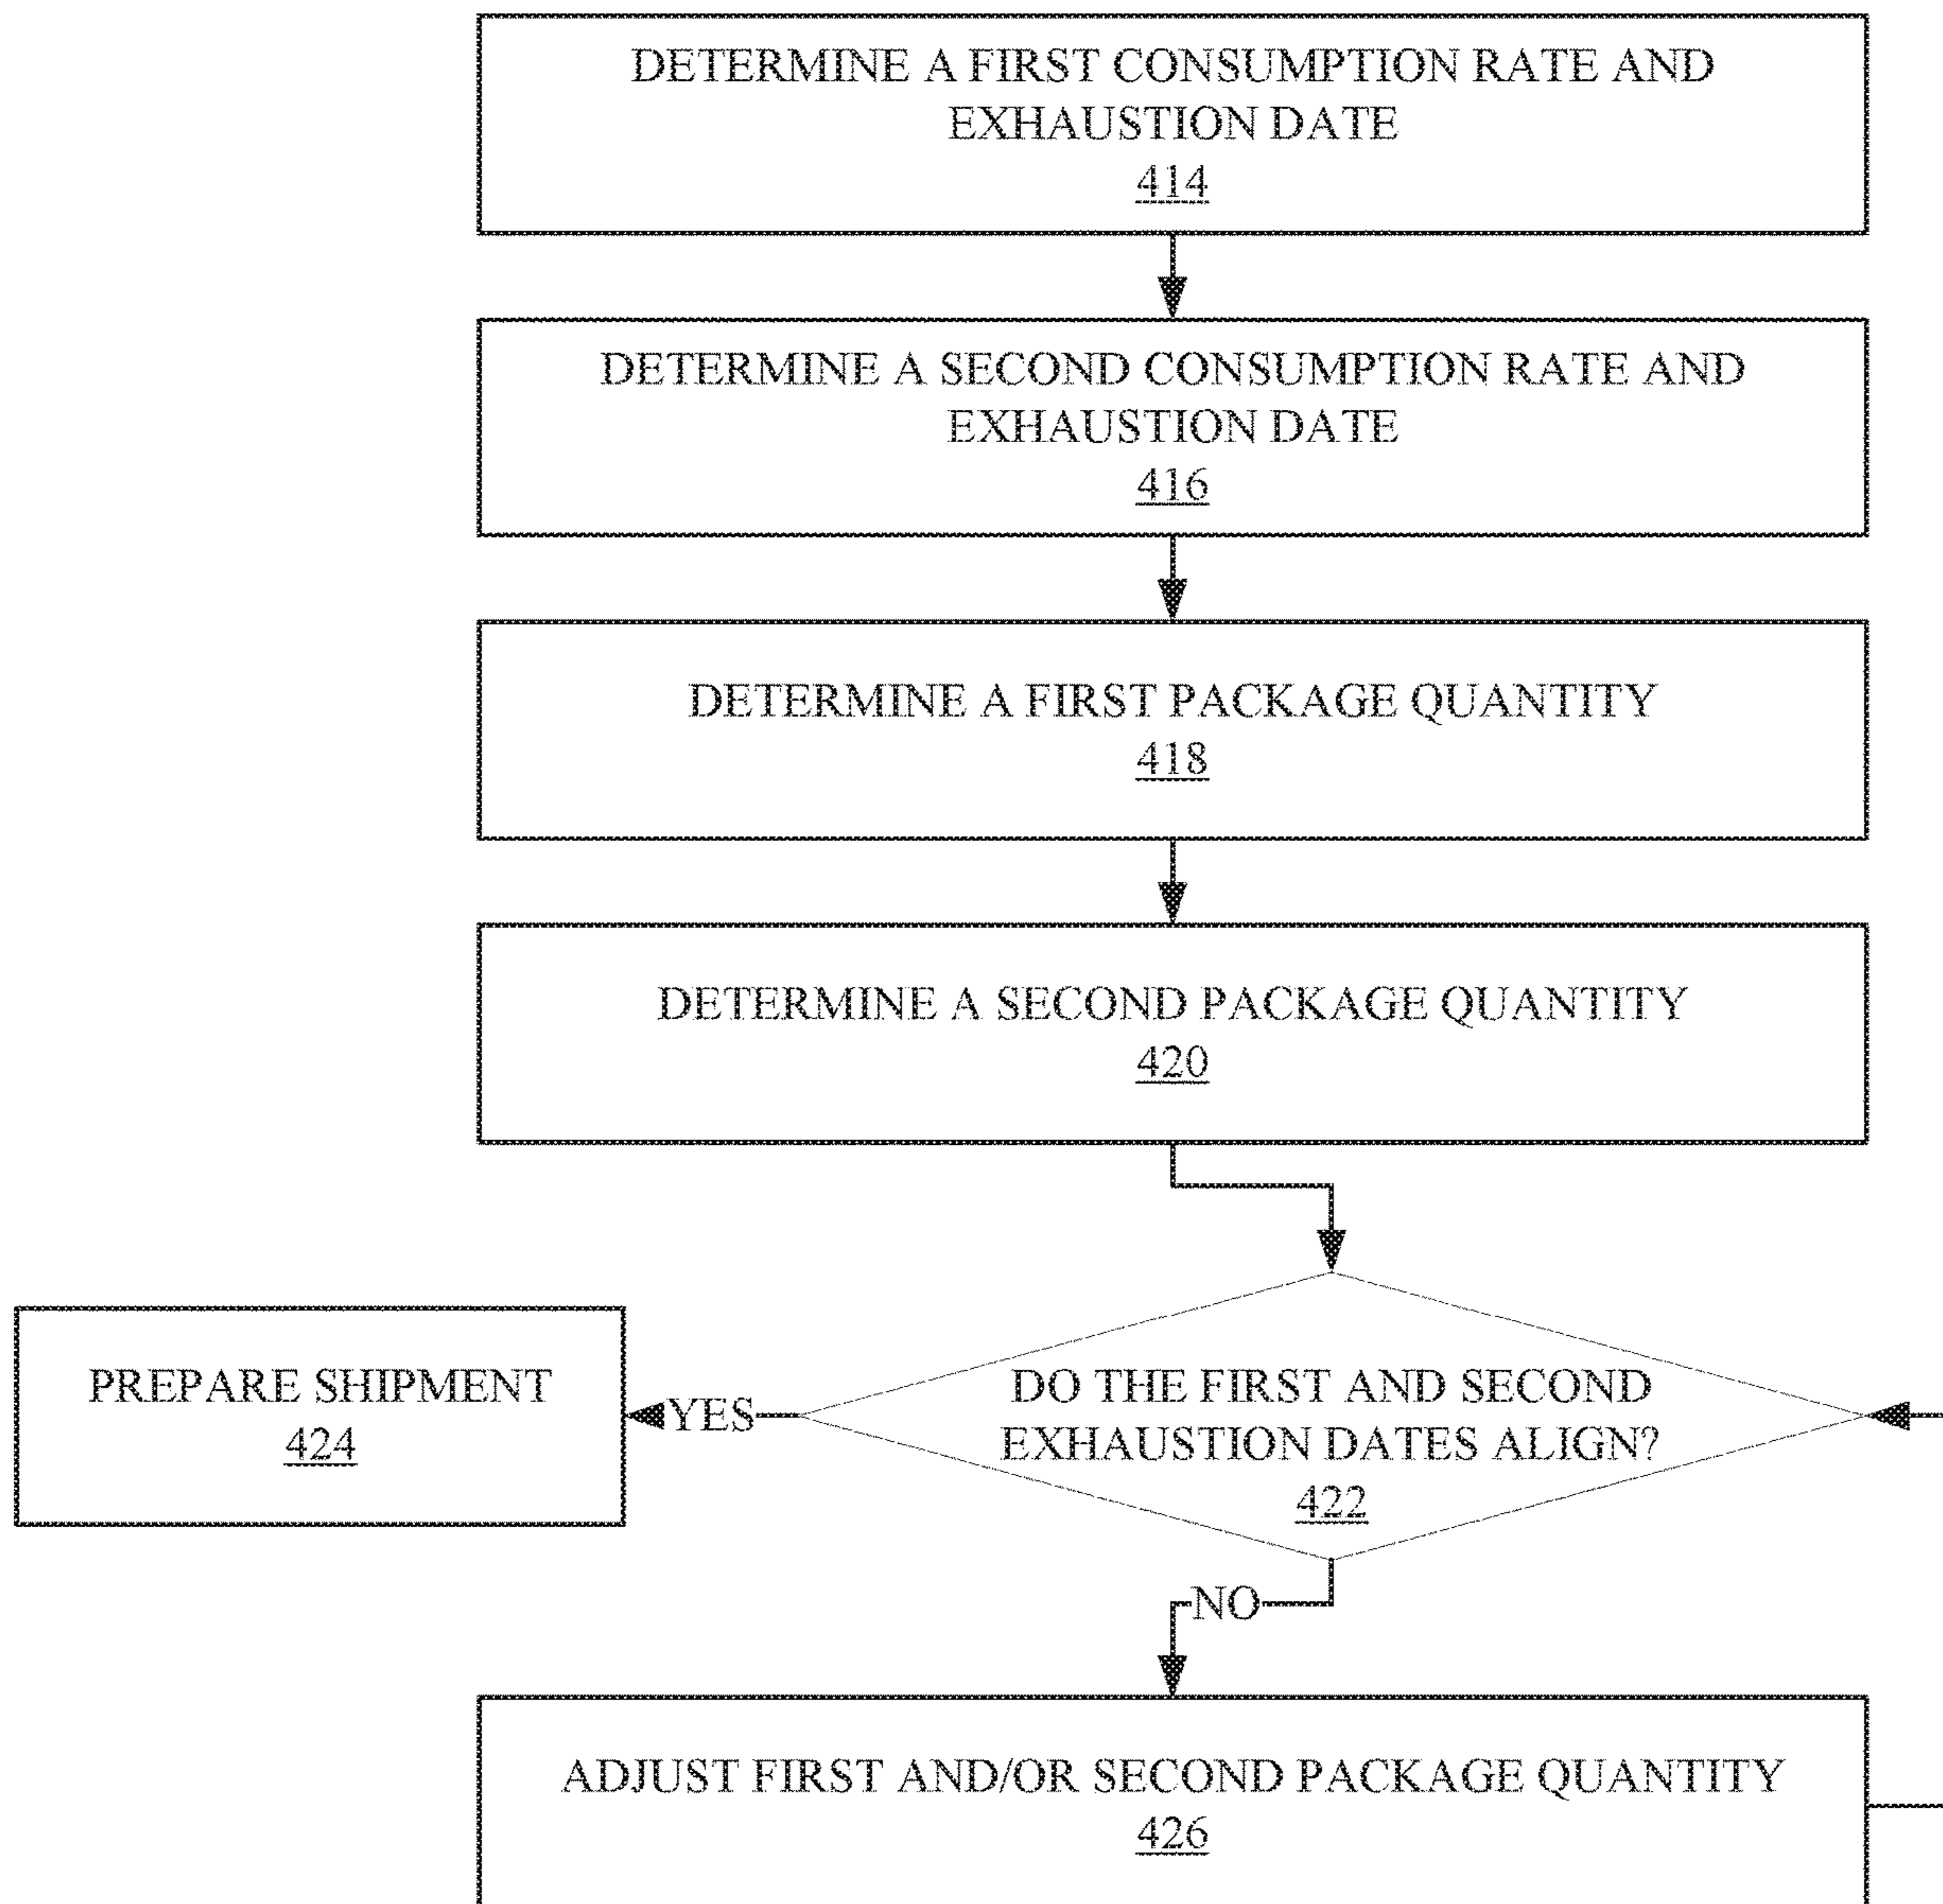 DETERMINE A FIRST CONSUMPTION RATE AND
EXHAUSTION DATE
414
DETERMINE A SECOND CONSUMPTION RATE AND
EXHAUSTION DATE
416
DETERMINE A FIRST PACKAGE QUANTITY
418
DETERMINE A SECOND PACKAGE QUANTITY
420
PREPARE SHIPMENT
424
YES
DO THE FIRST AND SECOND
EXHAUSTION DATES ALIGN?
422
NO
ADJUST FIRST AND/OR SECOND PACKAGE QUANTITY
426